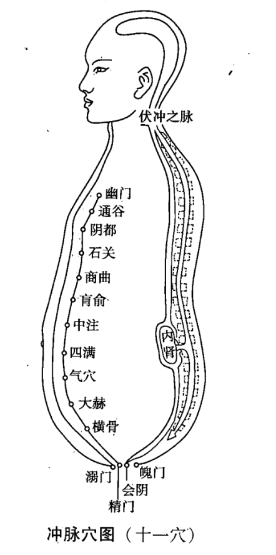 伏冲之脉
幽门
通谷
阴都
石关
商曲
肓俞
中注
四满
气穴
大赫
横骨
内肾
溺门
精门
会阴
魄门
冲脉穴图（十一穴）